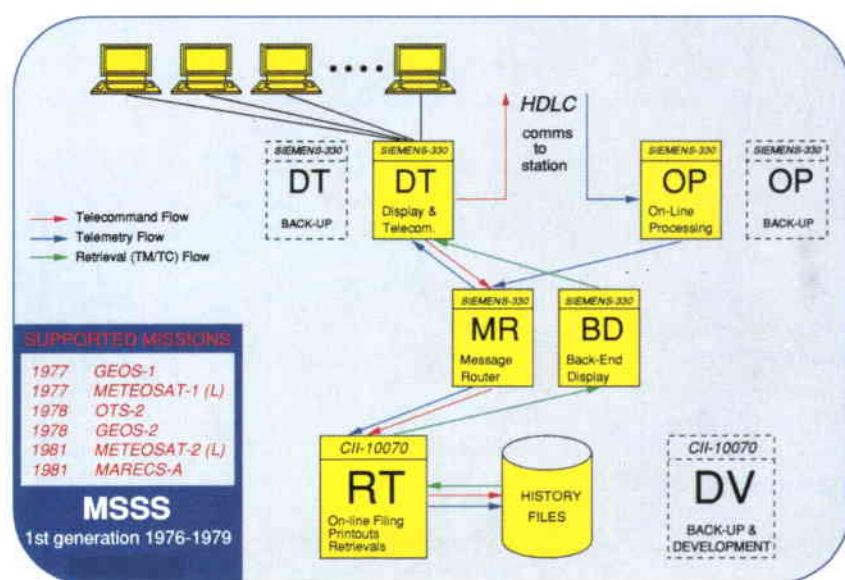 HDLC
comms
to
station
SIEMENS-330
DT
BACK-UP
SIEMENS-330
DT
Display &
Telecom.
SIEMENS-330
OP
On-Line
Processing
SIEMENS-330
OP
BACK-UP
Telecommand Flow
Telemetry Flow
Retrieval (TM/TC) Flow
SIEMENS-330
MR
Message
Router
SIEMENS-330
BD
Back-End
Display
SUPPORTED MISSIONS
1977 GEOS-1
1977 METEOSAT-1 (L)
1978 OTS-2
1978 GEOS-2
1981 METEOSAT-2 (L)
1981 MARECS-A
MSSS
1st generation 1976-1979
CII-10070
RT
On-line Filing
Printouts
Retrievals
HISTORY
FILES
CII-10070
DV
BACK-UP &
DEVELOPMENT